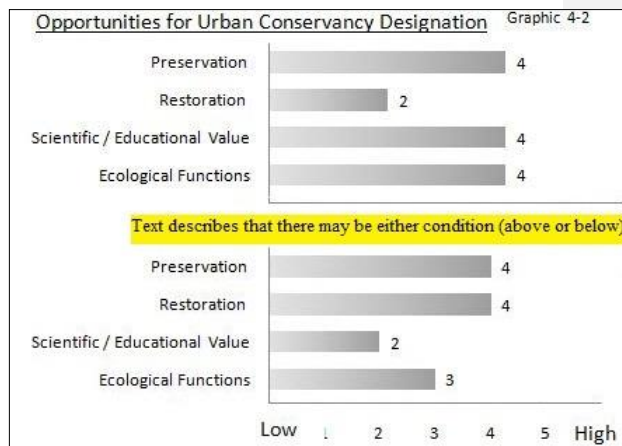 Opportunities for Urban Conservancy Designation Graphic 4-2
Preservation 4
Restoration 2
Scientific / Educational Value 4
Ecological Functions 4
Text describes that there may be either condition (above or below)
Preservation 4
Restoration 4
Scientific / Educational Value 2
Ecological Functions 3
Low 1 2 3 4 5 High